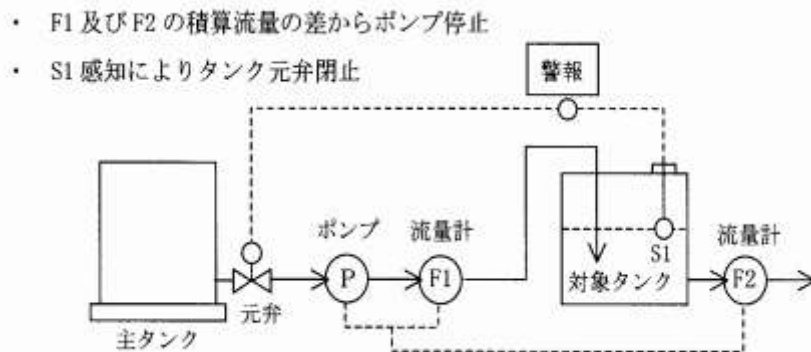 ・ F1 及び F2 の積算流量の差からポンプ停止
・ S1 感知によりタンク元弁閉止
警報
ポンプ
流量計
流量計
P
F1
S1
F2
対象タンク
元弁
主タンク